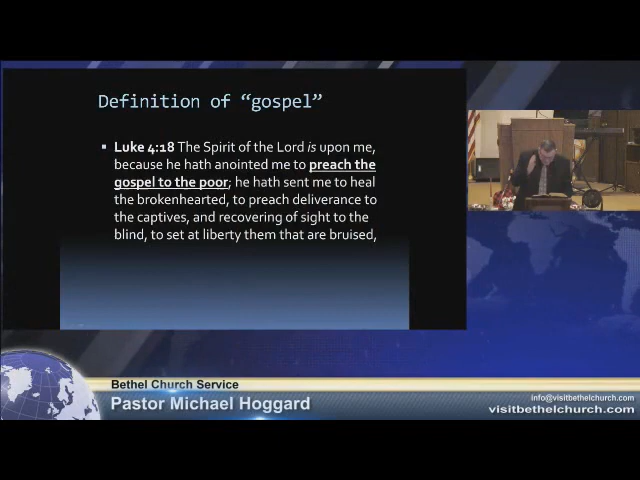 Definition of “gospel”
▪ Luke 4:18 The Spirit of the Lord is upon me,
because he hath anointed me to preach the
gospel to the poor; he hath sent me to heal
the brokenhearted, to preach deliverance to
the captives, and recovering of sight to the
blind, to set at liberty them that are bruised,
Bethel Church Service
Pastor Michael Hoggard
info@visitbethelchurch.com
visitbethelchurch.com